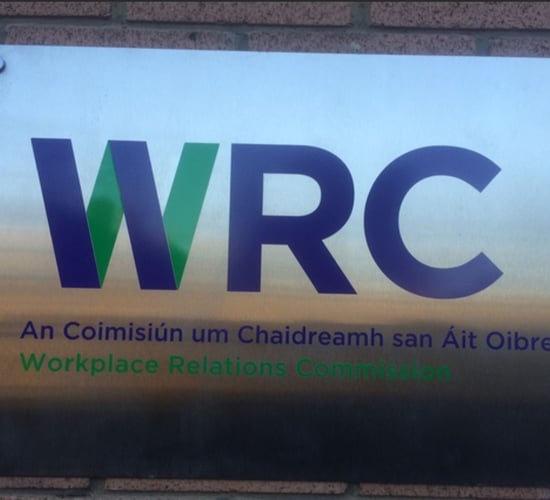 WRC
An Coimisiún um Chaidreamh san Áit Oibre
Workplace Relations Commission